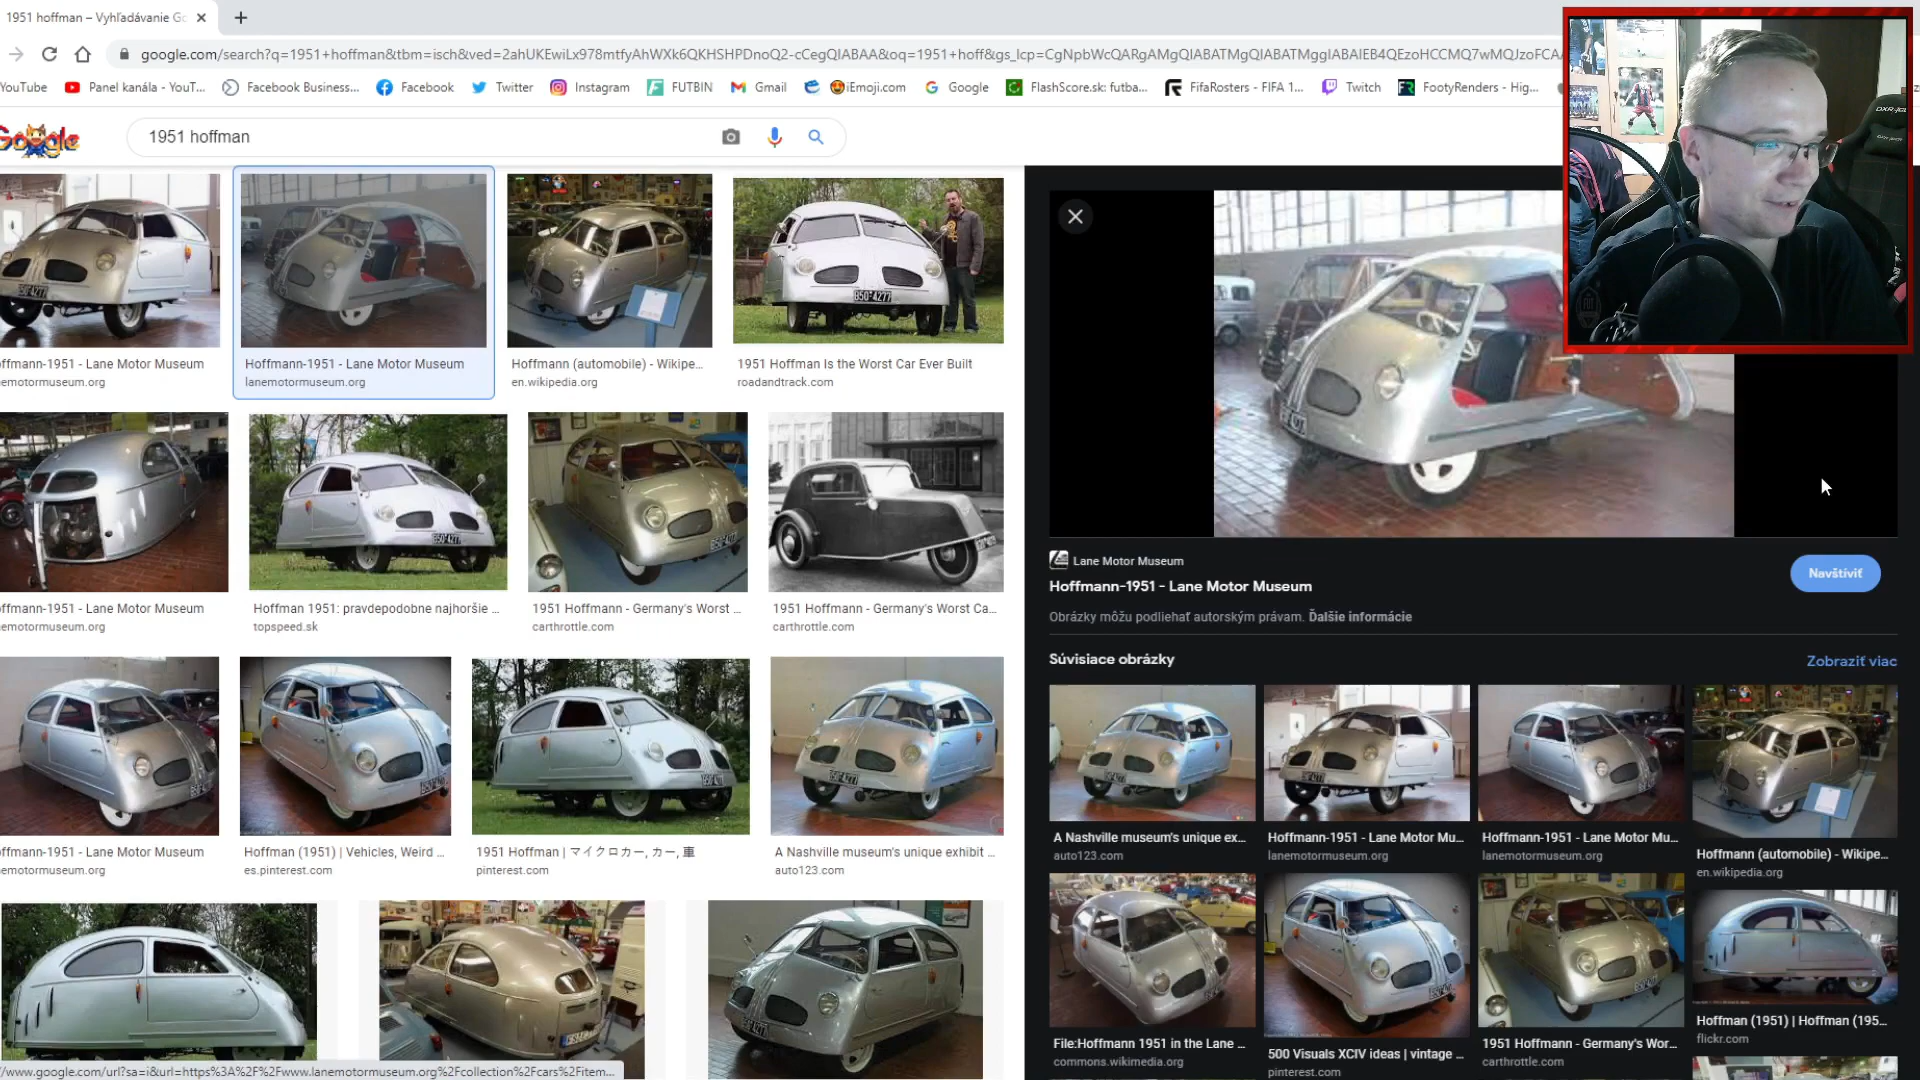 1951 hoffman – Vyhľadávanie Go
google.com/search?q=1951+hoffman&tbm=isch&ved=2ahUKEwiLx978mtfyAhWXk6QKHSHPDnoQ2-cCegQIABAA&oq=1951+hoff&gs_lcp=CgNpbWcQARgAMgQIABATMgQIABATMggIABAIEB4QEzoHCCMQ7wMQJzoFCAA
YouTube
Panel kanála - YouT...
Facebook Business...
Facebook
Twitter
Instagram
FUTBIN
Gmail
iEmoji.com
Google
FlashScore.sk: futba...
FifaRosters - FIFA 1...
Twitch
FootyRenders - Hig...
Google
1951 hoffman
ffmann-1951 - Lane Motor Museum
emotormuseum.org
Hoffmann-1951 - Lane Motor Museum
lanemotormuseum.org
Hoffmann (automobile) - Wikipe...
en.wikipedia.org
1951 Hoffman Is the Worst Car Ever Built
roadandtrack.com
ffmann-1951 - Lane Motor Museum
emotormuseum.org
Hoffman 1951: pravdepodobne najhoršie ...
topspeed.sk
1951 Hoffmann - Germany's Worst ...
carthrottle.com
1951 Hoffmann - Germany's Worst Ca...
carthrottle.com
ffmann-1951 - Lane Motor Museum
emotormuseum.org
Hoffman (1951) | Vehicles, Weird ...
es.pinterest.com
1951 Hoffman | マイクロカー, カー, 車
pinterest.com
A Nashville museum's unique exhibit ...
auto123.com
/www.google.com/url?sa=i&url=https%3A%2F%2Fwww.lanemotormuseum.org%2Fcollection%2Fcars%2Fitem...
Lane Motor Museum
Hoffmann-1951 - Lane Motor Museum
Navštíviť
Obrázky môžu podliehať autorským právam. Ďalšie informácie
Súvisiace obrázky
Zobraziť viac
A Nashville museum's unique ex...
auto123.com
Hoffmann-1951 - Lane Motor Mu...
lanemotormuseum.org
Hoffmann-1951 - Lane Motor Mu...
lanemotormuseum.org
Hoffmann (automobile) - Wikipe...
en.wikipedia.org
File:Hoffmann 1951 in the Lane ...
commons.wikimedia.org
500 Visuals XCIV ideas | vintage ...
pinterest.com
1951 Hoffmann - Germany's Wor...
carthrottle.com
Hoffman (1951) | Hoffman (195...
flickr.com